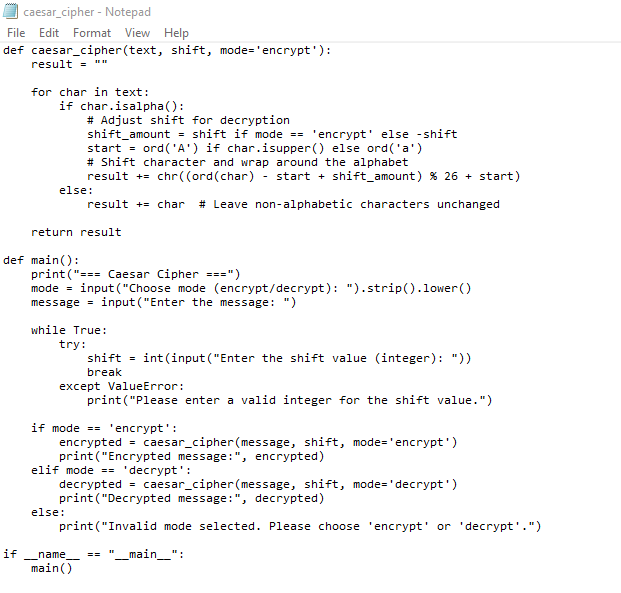 caesar_cipher - Notepad
File Edit Format View Help
def caesar_cipher(text, shift, mode='encrypt'):
    result = ""

    for char in text:
        if char.isalpha():
            # Adjust shift for decryption
            shift_amount = shift if mode == 'encrypt' else -shift
            start = ord('A') if char.isupper() else ord('a')
            # Shift character and wrap around the alphabet
            result += chr((ord(char) - start + shift_amount) % 26 + start)
        else:
            result += char  # Leave non-alphabetic characters unchanged

    return result

def main():
    print("=== Caesar Cipher ===")
    mode = input("Choose mode (encrypt/decrypt): ").strip().lower()
    message = input("Enter the message: ")

    while True:
        try:
            shift = int(input("Enter the shift value (integer): "))
            break
        except ValueError:
            print("Please enter a valid integer for the shift value.")

    if mode == 'encrypt':
        encrypted = caesar_cipher(message, shift, mode='encrypt')
        print("Encrypted message:", encrypted)
    elif mode == 'decrypt':
        decrypted = caesar_cipher(message, shift, mode='decrypt')
        print("Decrypted message:", decrypted)
    else:
        print("Invalid mode selected. Please choose 'encrypt' or 'decrypt'.")

if __name__ == "__main__":
    main()